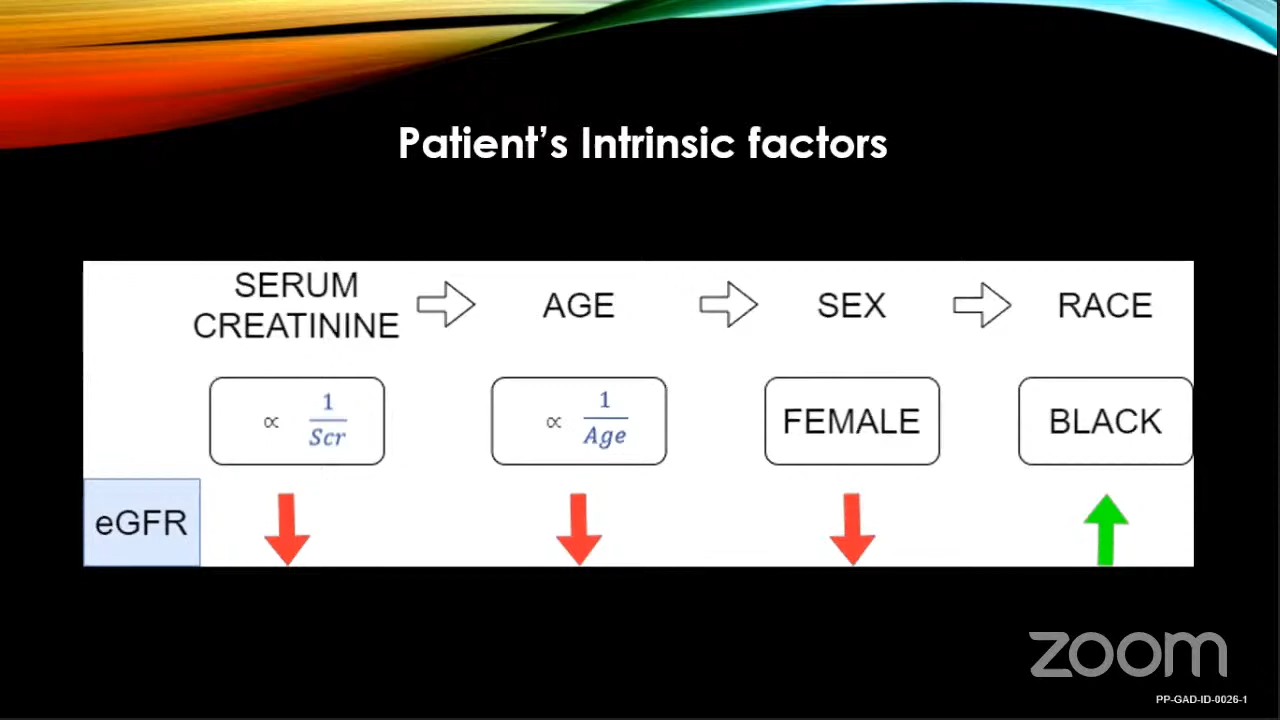 Patient's Intrinsic factors
SERUM
CREATININE
AGE
SEX
RACE
∝ 1/Scr
∝ 1/Age
FEMALE
BLACK
eGFR
zoom
PP-GAD-ID-0026-1